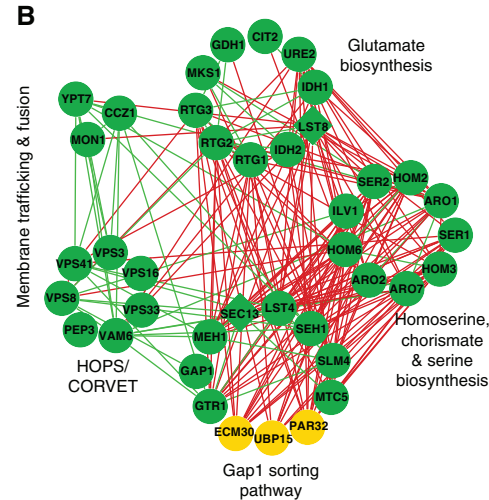 B
CIT2
GDH1
URE2
Glutamate
biosynthesis
MKS1
IDH1
YPT7
CCZ1
RTG3
LST8
MON1
RTG2
IDH2
RTG1
Membrane trafficking & fusion
SER2
HOM2
ARO1
ILV1
SER1
HOM6
VPS3
VPS41
VPS16
HOM3
ARO2
ARO7
VPS8
VPS33
SEC13
LST4
PEP3
VAM6
MEH1
SEH1
Homoserine,
chorismate
& serine
biosynthesis
HOPS/
CORVET
GAP1
SLM4
GTR1
MTC5
ECM30
UBP15
PAR32
Gap1 sorting
pathway